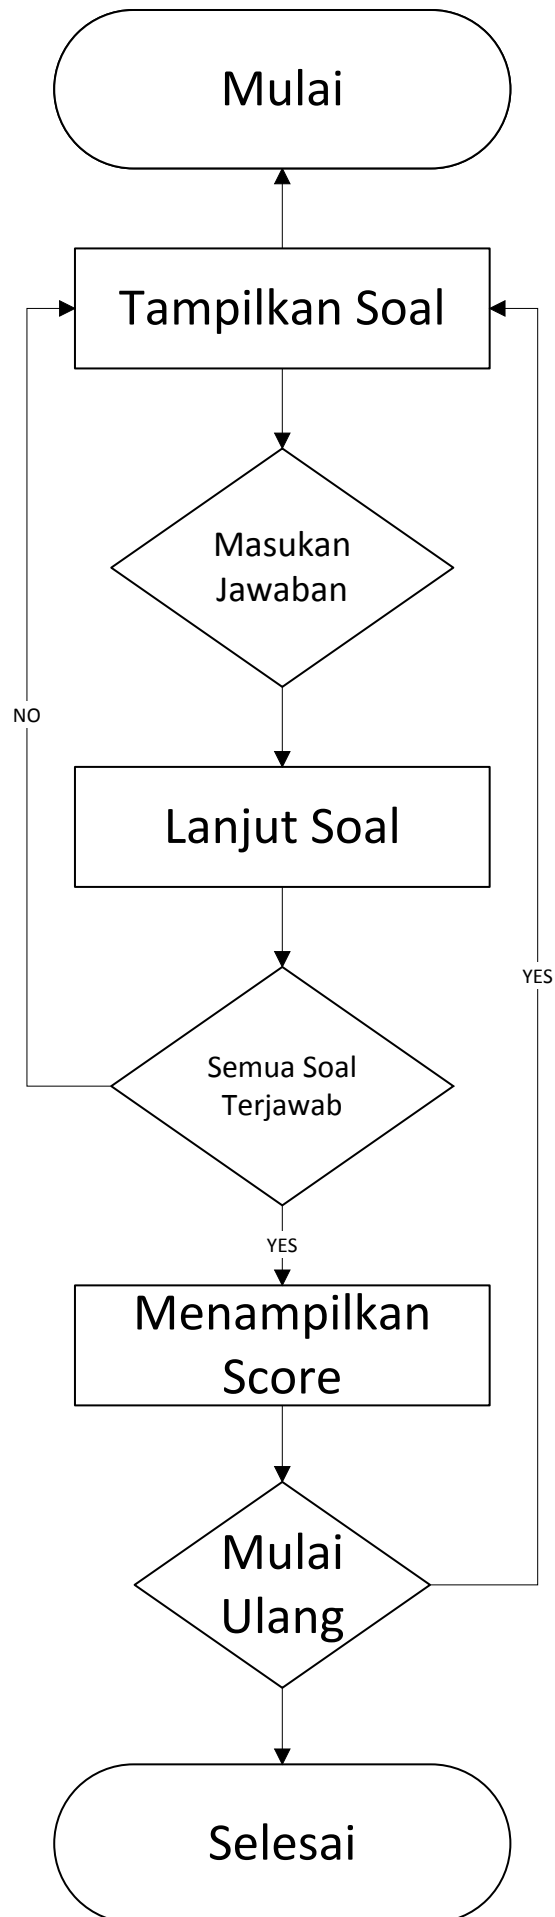 Mulai
Tampilkan Soal
Masukan
Jawaban
NO
Lanjut Soal
YES
Semua Soal
Terjawab
YES
Menampilkan
Score
Mulai
Ulang
Selesai